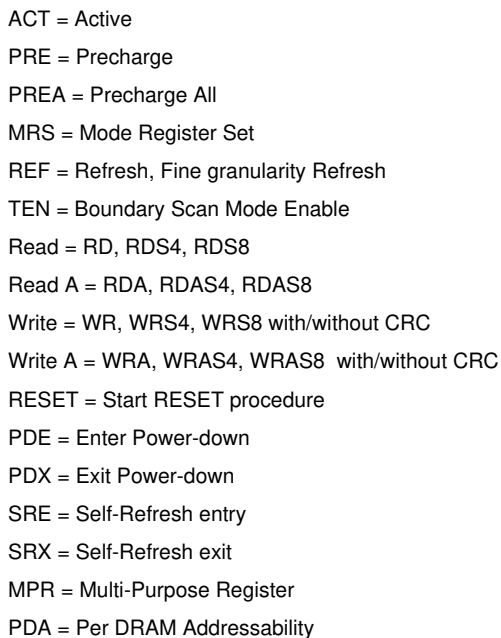 ACT = Active
PRE = Precharge
PREA = Precharge All
MRS = Mode Register Set
REF = Refresh, Fine granularity Refresh
TEN = Boundary Scan Mode Enable
Read = RD, RDS4, RDS8
Read A = RDA, RDAS4, RDAS8
Write = WR, WRS4, WRS8 with/without CRC
Write A = WRA, WRAS4, WRAS8 with/without CRC
RESET = Start RESET procedure
PDE = Enter Power-down
PDX = Exit Power-down
SRE = Self-Refresh entry
SRX = Self-Refresh exit
MPR = Multi-Purpose Register
PDA = Per DRAM Addressability